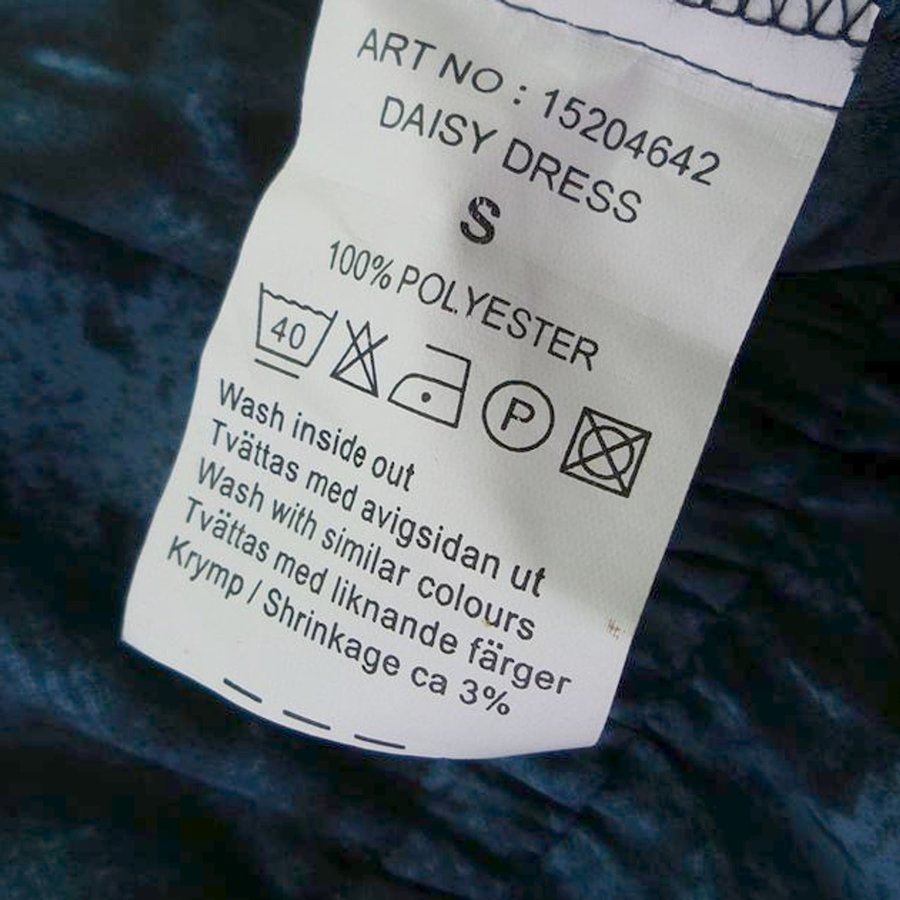 ART NO : 15204642
DAISY DRESS
S
100% POLYESTER
40 P
Wash inside out
Tvättas med avigsidan ut
Wash with similar colours
Tvättas med liknande färger
Krymp / Shrinkage ca 3%